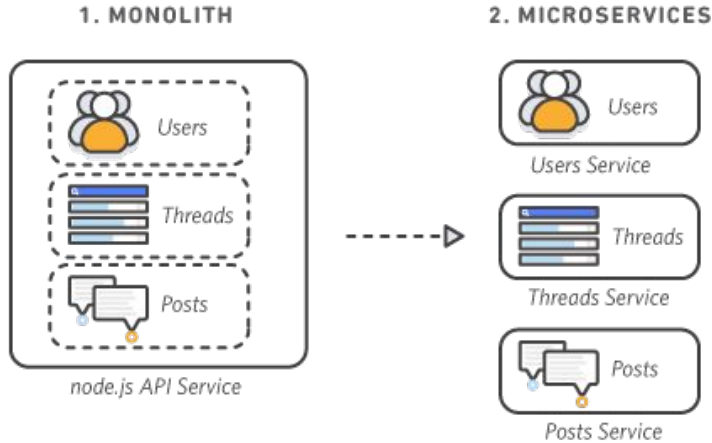 1. MONOLITH
Users
Threads
Posts
node.js API Service
2. MICROSERVICES
Users
Users Service
Threads
Threads Service
Posts
Posts Service